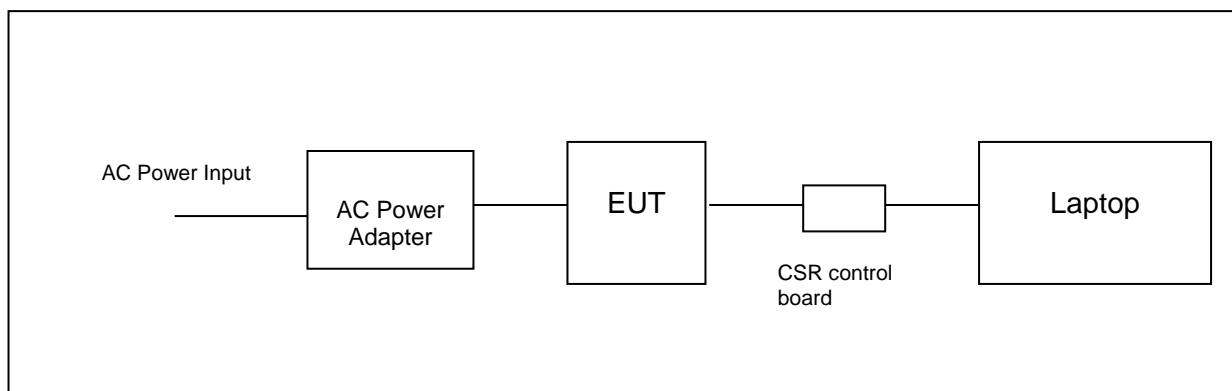 AC Power Input
AC Power
Adapter
EUT
CSR control
board
Laptop